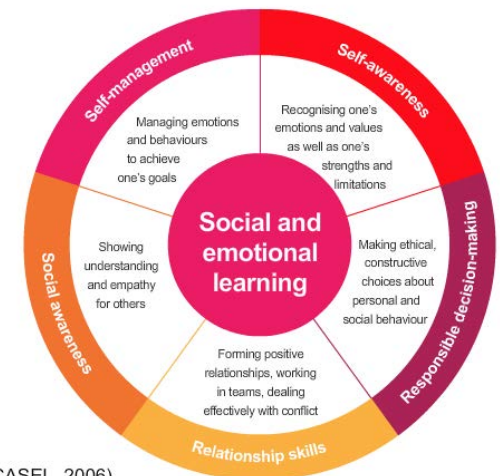 Self-management
Managing emotions
and behaviours
to achieve
one's goals
Self-awareness
Recognising one's
emotions and values
as well as one's
strengths and
limitations
Social and
emotional
learning
Social awareness
Showing
understanding
and empathy
for others
Making ethical,
constructive
choices about
personal and
social behaviour
Responsible decision-making
Forming positive
relationships, working
in teams, dealing
effectively with conflict
Relationship skills
CASEL, 2006)